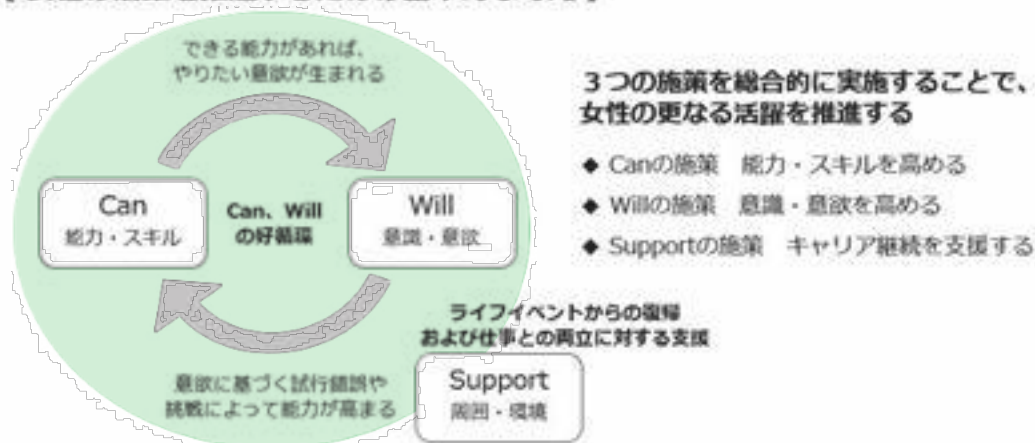 できる能力があれば、
やりたい意欲が生まれる
Can
能力・スキル
Can、Will
の好循環
Will
意識・意欲
意欲に基づく試行錯誤や
挑戦によって能力が高まる
ライフイベントからの復帰
および仕事との両立に対する支援
Support
周囲・環境
3つの施策を総合的に実施することで、
女性の更なる活躍を推進する
◆ Canの施策 能力・スキルを高める
◆ Willの施策 意識・意欲を高める
◆ Supportの施策 キャリア継続を支援する